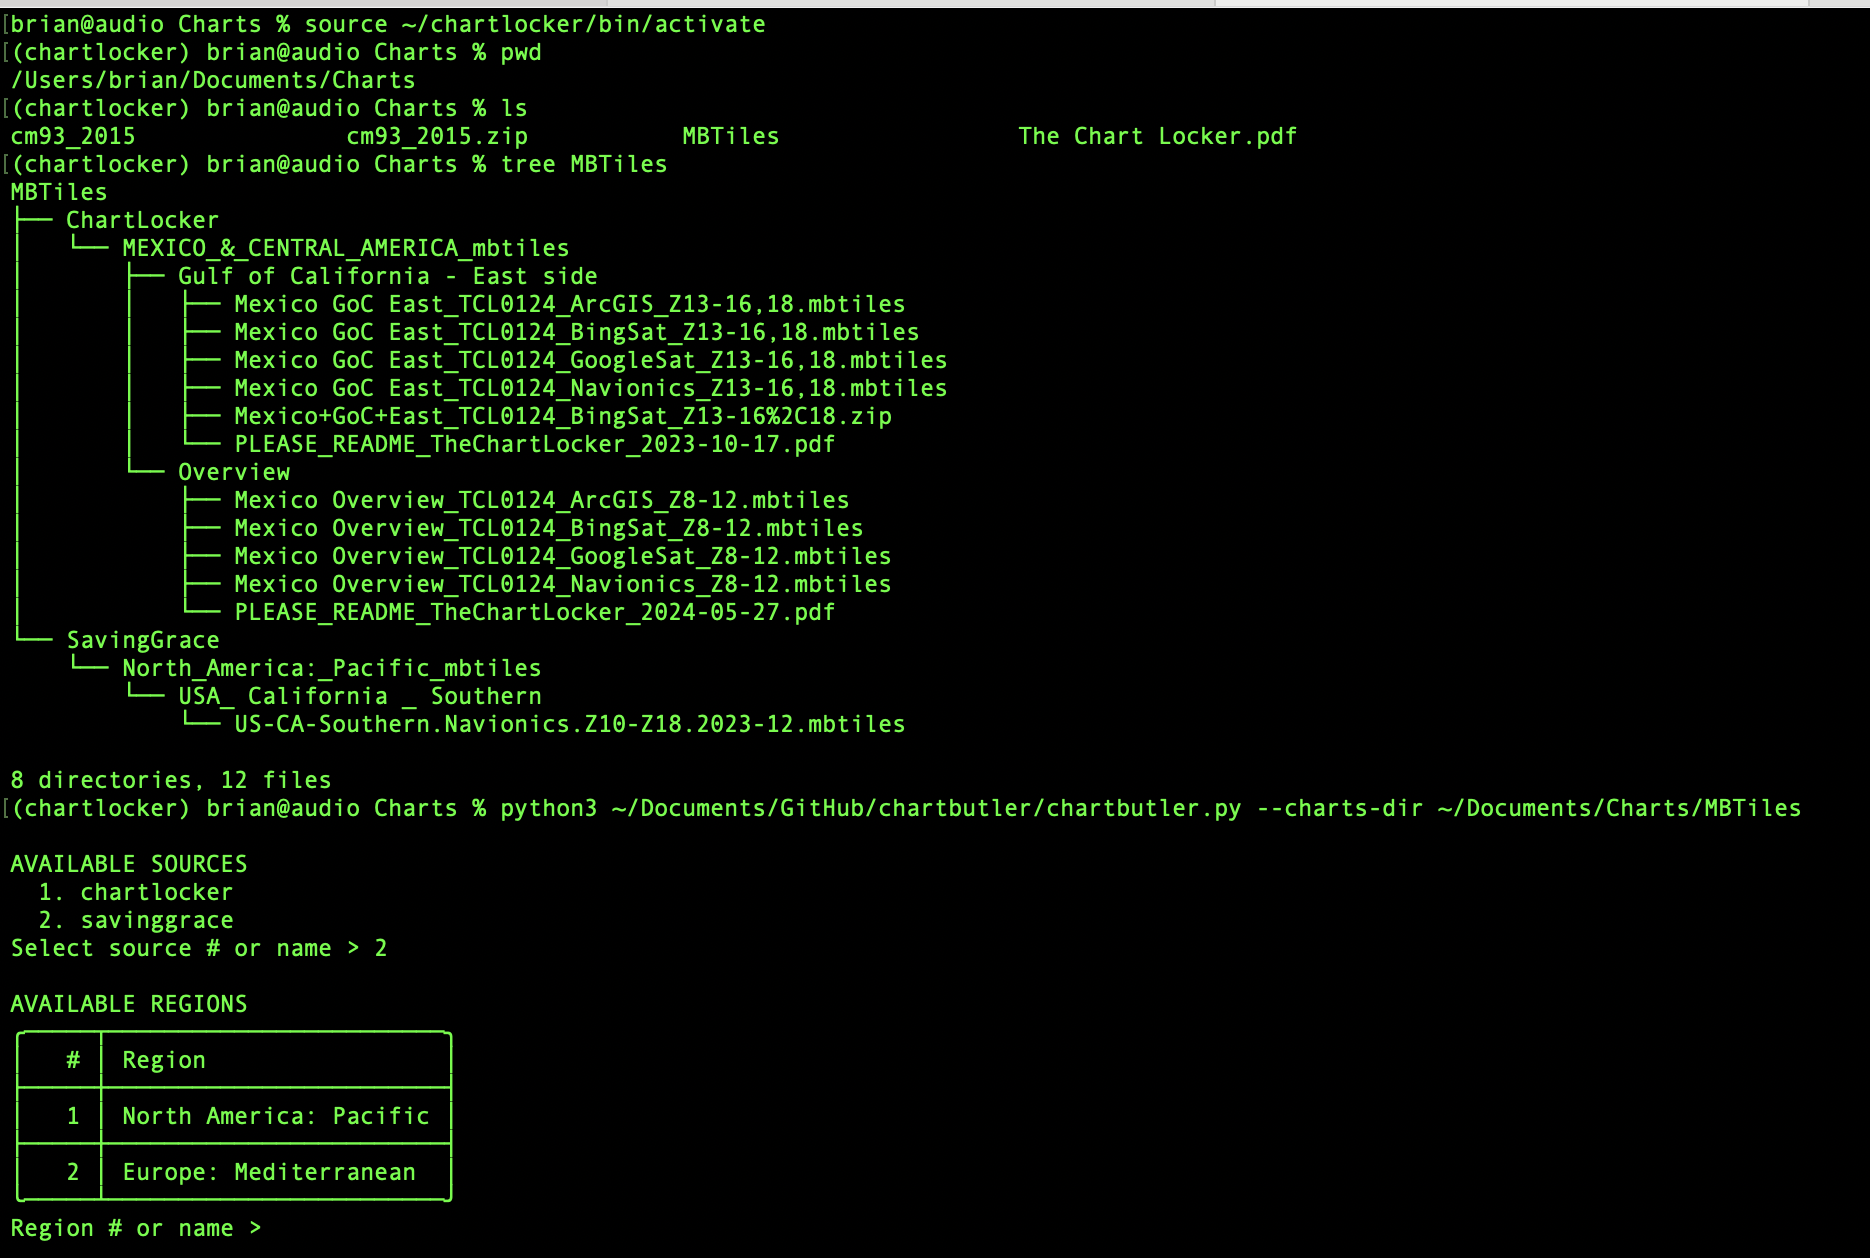 [brian@audio Charts % source ~/chartlocker/bin/activate
[(chartlocker) brian@audio Charts % pwd
/Users/brian/Documents/Charts
[(chartlocker) brian@audio Charts % ls
cm93_2015               cm93_2015.zip           MBTiles                 The Chart Locker.pdf
[(chartlocker) brian@audio Charts % tree MBTiles
MBTiles
├── ChartLocker
│   └── MEXICO_&_CENTRAL_AMERICA_mbtiles
│       ├── Gulf of California - East side
│       │   ├── Mexico GoC East_TCL0124_ArcGIS_Z13-16,18.mbtiles
│       │   ├── Mexico GoC East_TCL0124_BingSat_Z13-16,18.mbtiles
│       │   ├── Mexico GoC East_TCL0124_GoogleSat_Z13-16,18.mbtiles
│       │   ├── Mexico GoC East_TCL0124_Navionics_Z13-16,18.mbtiles
│       │   ├── Mexico+GoC+East_TCL0124_BingSat_Z13-16%2C18.zip
│       │   └── PLEASE_README_TheChartLocker_2023-10-17.pdf
│       └── Overview
│           ├── Mexico Overview_TCL0124_ArcGIS_Z8-12.mbtiles
│           ├── Mexico Overview_TCL0124_BingSat_Z8-12.mbtiles
│           ├── Mexico Overview_TCL0124_GoogleSat_Z8-12.mbtiles
│           ├── Mexico Overview_TCL0124_Navionics_Z8-12.mbtiles
│           └── PLEASE_README_TheChartLocker_2024-05-27.pdf
└── SavingGrace
    └── North_America:_Pacific_mbtiles
        └── USA_ California _ Southern
            └── US-CA-Southern.Navionics.Z10-Z18.2023-12.mbtiles
8 directories, 12 files
[(chartlocker) brian@audio Charts % python3 ~/Documents/GitHub/chartbutler/chartbutler.py --charts-dir ~/Documents/Charts/MBTiles
AVAILABLE SOURCES
  1. chartlocker
  2. savinggrace
Select source # or name > 2
AVAILABLE REGIONS
# │ Region
1 │ North America: Pacific
2 │ Europe: Mediterranean
Region # or name >